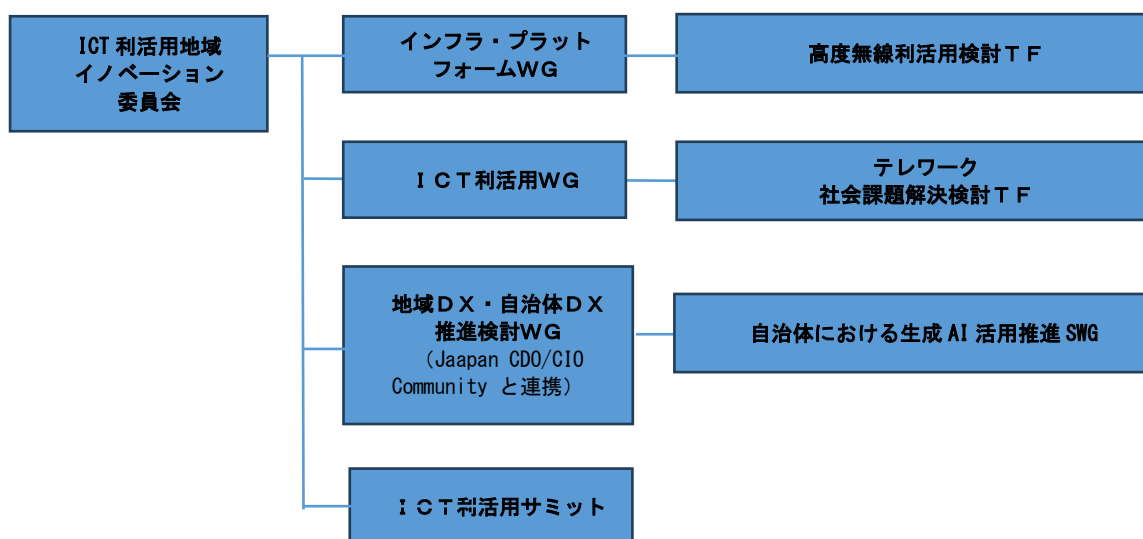 ICT 利活用地域
イノベーション
委員会
インフラ・プラット
フォームWG
高度無線利活用検討ＴＦ
ＩＣＴ利活用WG
テレワーク
社会課題解決検討ＴＦ
地域ＤＸ・自治体ＤＸ
推進検討WG
（Jaapan CDO/CIO
Community と連携）
自治体における生成 AI 活用推進 SWG
ＩＣＴ利活用サミット